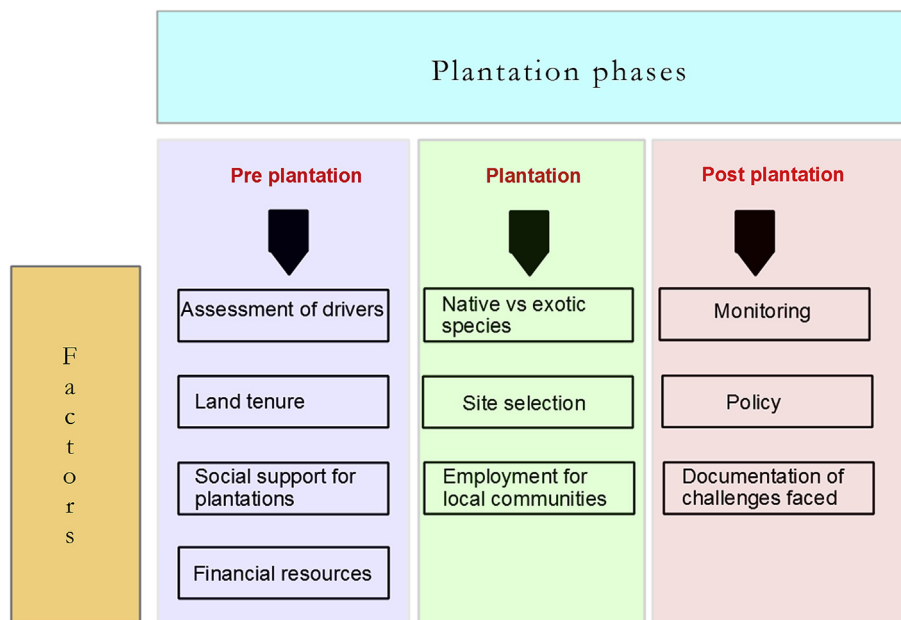 Plantation phases
Pre plantation
Assessment of drivers
Land tenure
Social support for
plantations
Financial resources
Plantation
Native vs exotic
species
Site selection
Employment for
local communities
Post plantation
Monitoring
Policy
Documentation of
challenges faced
Factors